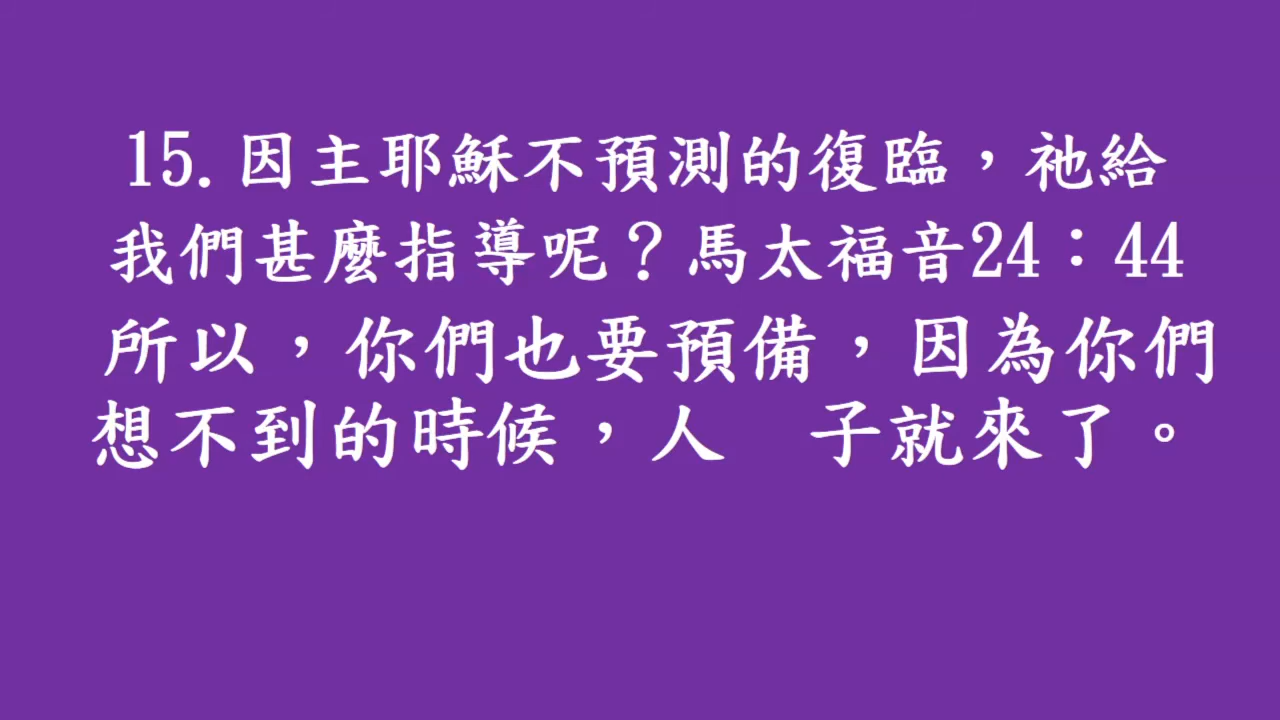 15.因主耶穌不預測的復臨，祂給
我們甚麼指導呢？馬太福音24：44
所以，你們也要預備，因為你們
想不到的時候，人　子就來了。